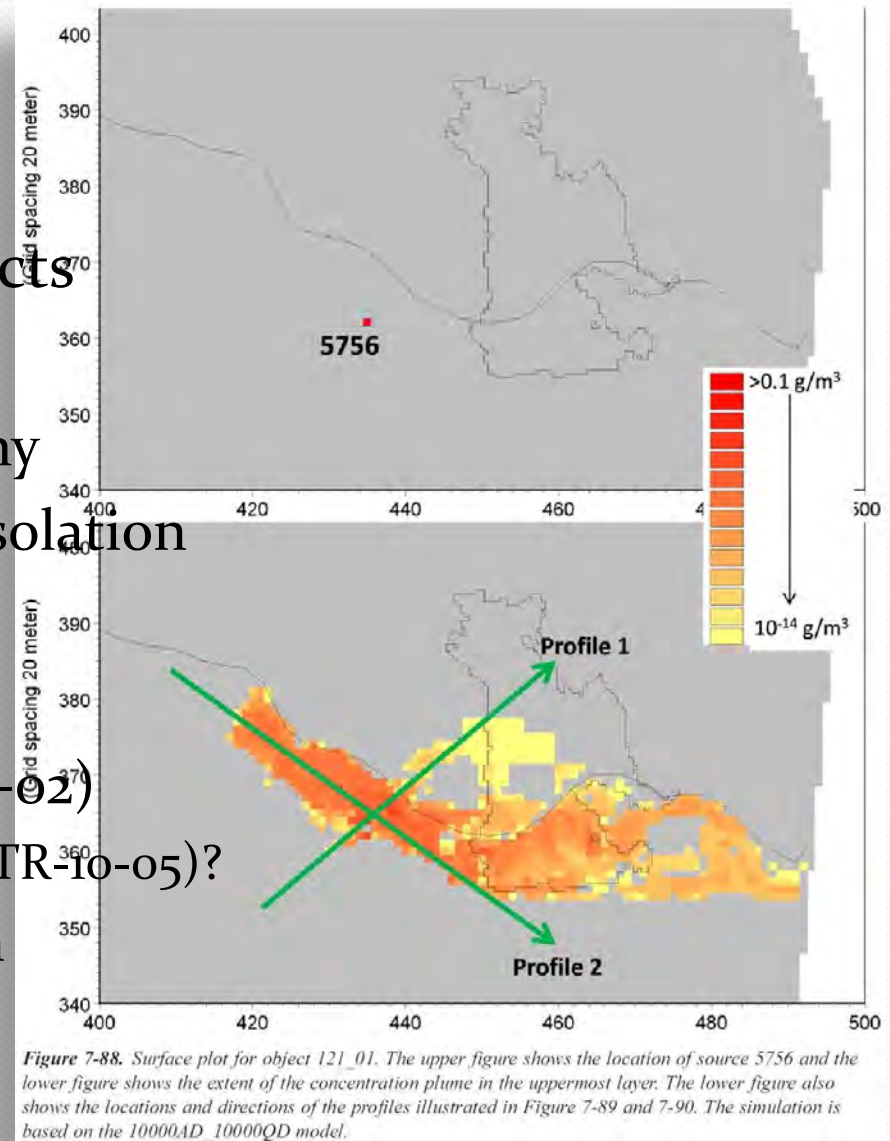 cts
ny
solation
-02)
TR-10-05)?
n
400
390
380
370
360
350
340
(Grid spacing 20 meter)
400 420 440 460 500
5756
>0.1 g/m³
10⁻¹⁴ g/m³
390
380
370
360
350
340
(Grid spacing 20 meter)
400 420 440 460 480 500
Profile 1
Profile 2
Figure 7-88. Surface plot for object 121_01. The upper figure shows the location of source 5756 and the
lower figure shows the extent of the concentration plume in the uppermost layer. The lower figure also
shows the locations and directions of the profiles illustrated in Figure 7-89 and 7-90. The simulation is
based on the 10000AD_10000QD model.